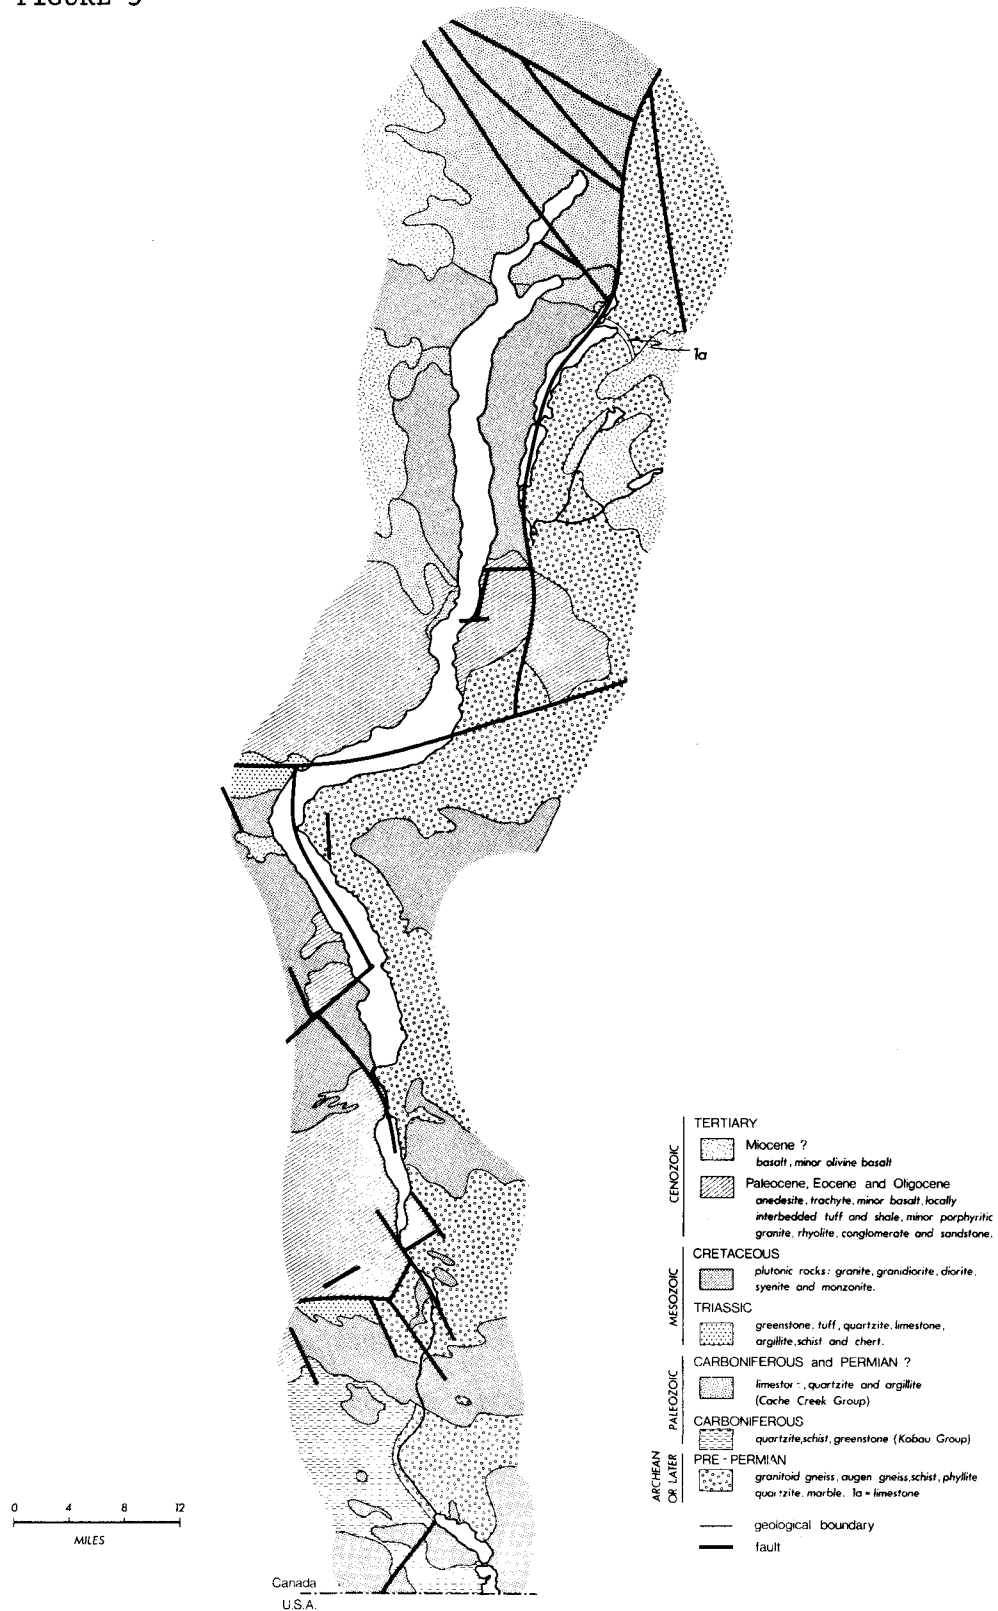 FIGURE
1a
CENOZOIC
TERTIARY
Miocene ?
basalt, minor olivine basalt
Paleocene, Eocene and Oligocene
anedesite, trachyte, minor basalt, locally
interbedded tuff and shale, minor porphyritic
granite, rhyolite, conglomerate and sandstone.
MESOZOIC
CRETACEOUS
plutonic rocks: granite, granidiorite, diorite,
syenite and monzonite.
TRIASSIC
greenstone, tuff, quartzite, limestone,
argillite, schist and chert.
PALEOZOIC
CARBONIFEROUS and PERMIAN ?
, quartzite and argillite
(Cache Creek Group)
CARBONIFEROUS
quartzite, schist, greenstone (Kobau Group)
ARCHEAN
OR LATER
PRE-PERMIAN
granitoid gneiss, augen gneiss, schist, phyllite
quartzite, marble. 1a = limestone
geological boundary
fault
0 4 8 12
MILES
Canada
U.S.A.